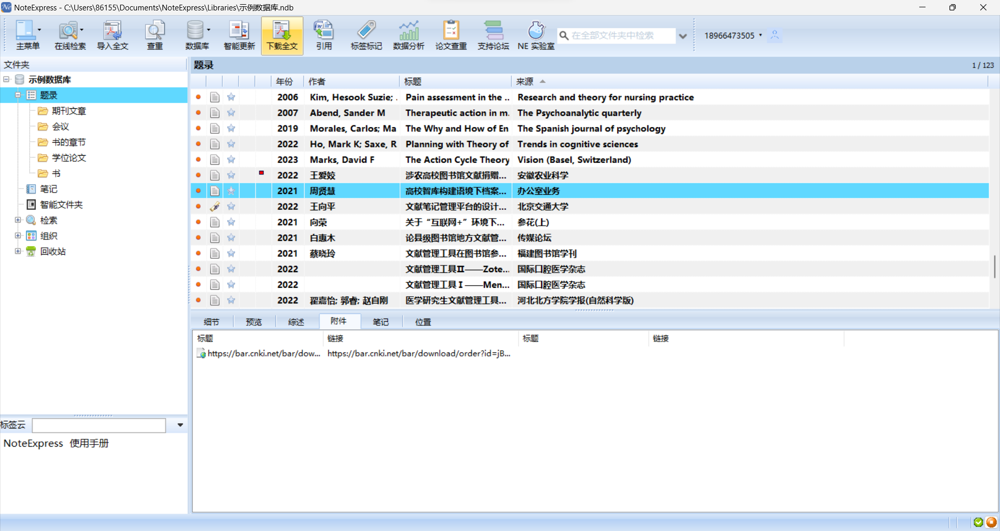 NoteExpress - C:\Users\86155\Documents\NoteExpress\Libraries\示例数据库.ndb
主菜单 在线检索 导入全文 查重 数据库 智能更新 下载全文 引用 标签标记 数据分析 论文查重 支持论坛 NE 实验室 在全部文件夹中检索 18966473505
文件夹
示例数据库
题录
期刊文章
会议
书的章节
学位论文
书
笔记
智能文件夹
检索
组织
回收站
标签云
NoteExpress 使用手册
题录 1 / 123
年份 作者 标题 来源
2006 Kim, Hesook Suzie; . Pain assessment in the .. Research and theory for nursing practice
2007 Abend, Sander M Therapeutic action in m. The Psychoanalytic quarterly
2019 Morales, Carlos; Ma The Why and How of En The Spanish journal of psychology
2022 Ho, Mark K; Saxe, R Planning with Theory of Trends in cognitive sciences
2023 Marks, David F The Action Cycle Theory Vision (Basel, Switzerland)
2022 王爱姣 涉农高校图书馆文献捐赠... 安徽农业科学
2021 周贤慧 高校智库构建语境下档案... 办公室业务
2022 王向平 文献笔记管理平台的设计... 北京交通大学
2021 向荣 关于“互联网+”环境下... 参花(上)
2021 白惠木 论县级图书馆地方文献管... 传媒论坛
2021 蔡晓玲 文献管理工具在图书馆参... 福建图书馆学刊
2022 文献管理工具Ⅱ——Zote... 国际口腔医学杂志
2022 文献管理工具Ⅰ——Men... 国际口腔医学杂志
2022 翟嘉怡; 郭睿; 赵自刚 医学研究生文献管理工具... 河北北方学院学报(自然科学版)
细节 预览 综述 附件 笔记 位置
标题 链接 标题 链接
https://bar.cnki.net/bar/dow... https://bar.cnki.net/bar/download/order?id=jB...